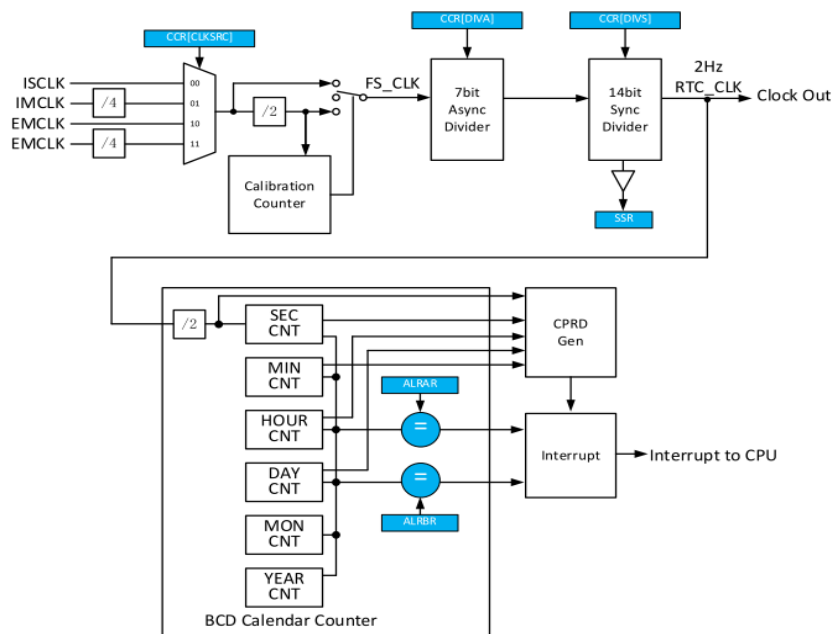 CCR[CLKSRC]
CCR[DIVA]
CCR[DIVS]
ISCLK
IMCLK
EMCLK
EMCLK
/4
/4
00
01
10
11
/2
Calibration
Counter
FS_CLK
7bit
Async
Divider
14bit
Sync
Divider
2Hz
RTC_CLK
Clock Out
SSR
/2
SEC
CNT
MIN
CNT
HOUR
CNT
DAY
CNT
MON
CNT
YEAR
CNT
BCD Calendar Counter
ALRAR
=
=
ALRBR
CPRD
Gen
Interrupt
Interrupt to CPU